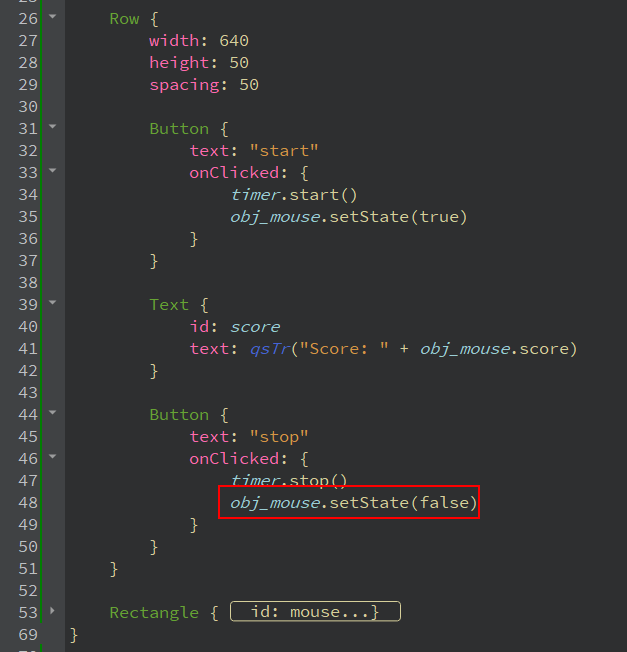 26 Row {
27 width: 640
28 height: 50
29 spacing: 50
30
31 Button {
32 text: "start"
33 onClicked: {
34 timer.start()
35 obj_mouse.setState(true)
36 }
37 }
38
39 Text {
40 id: score
41 text: qsTr("Score: " + obj_mouse.score)
42 }
43
44 Button {
45 text: "stop"
46 onClicked: {
47 timer.stop()
48 obj_mouse.setState(false)
49 }
50 }
51 }
52
53 Rectangle { id: mouse...}
69 }